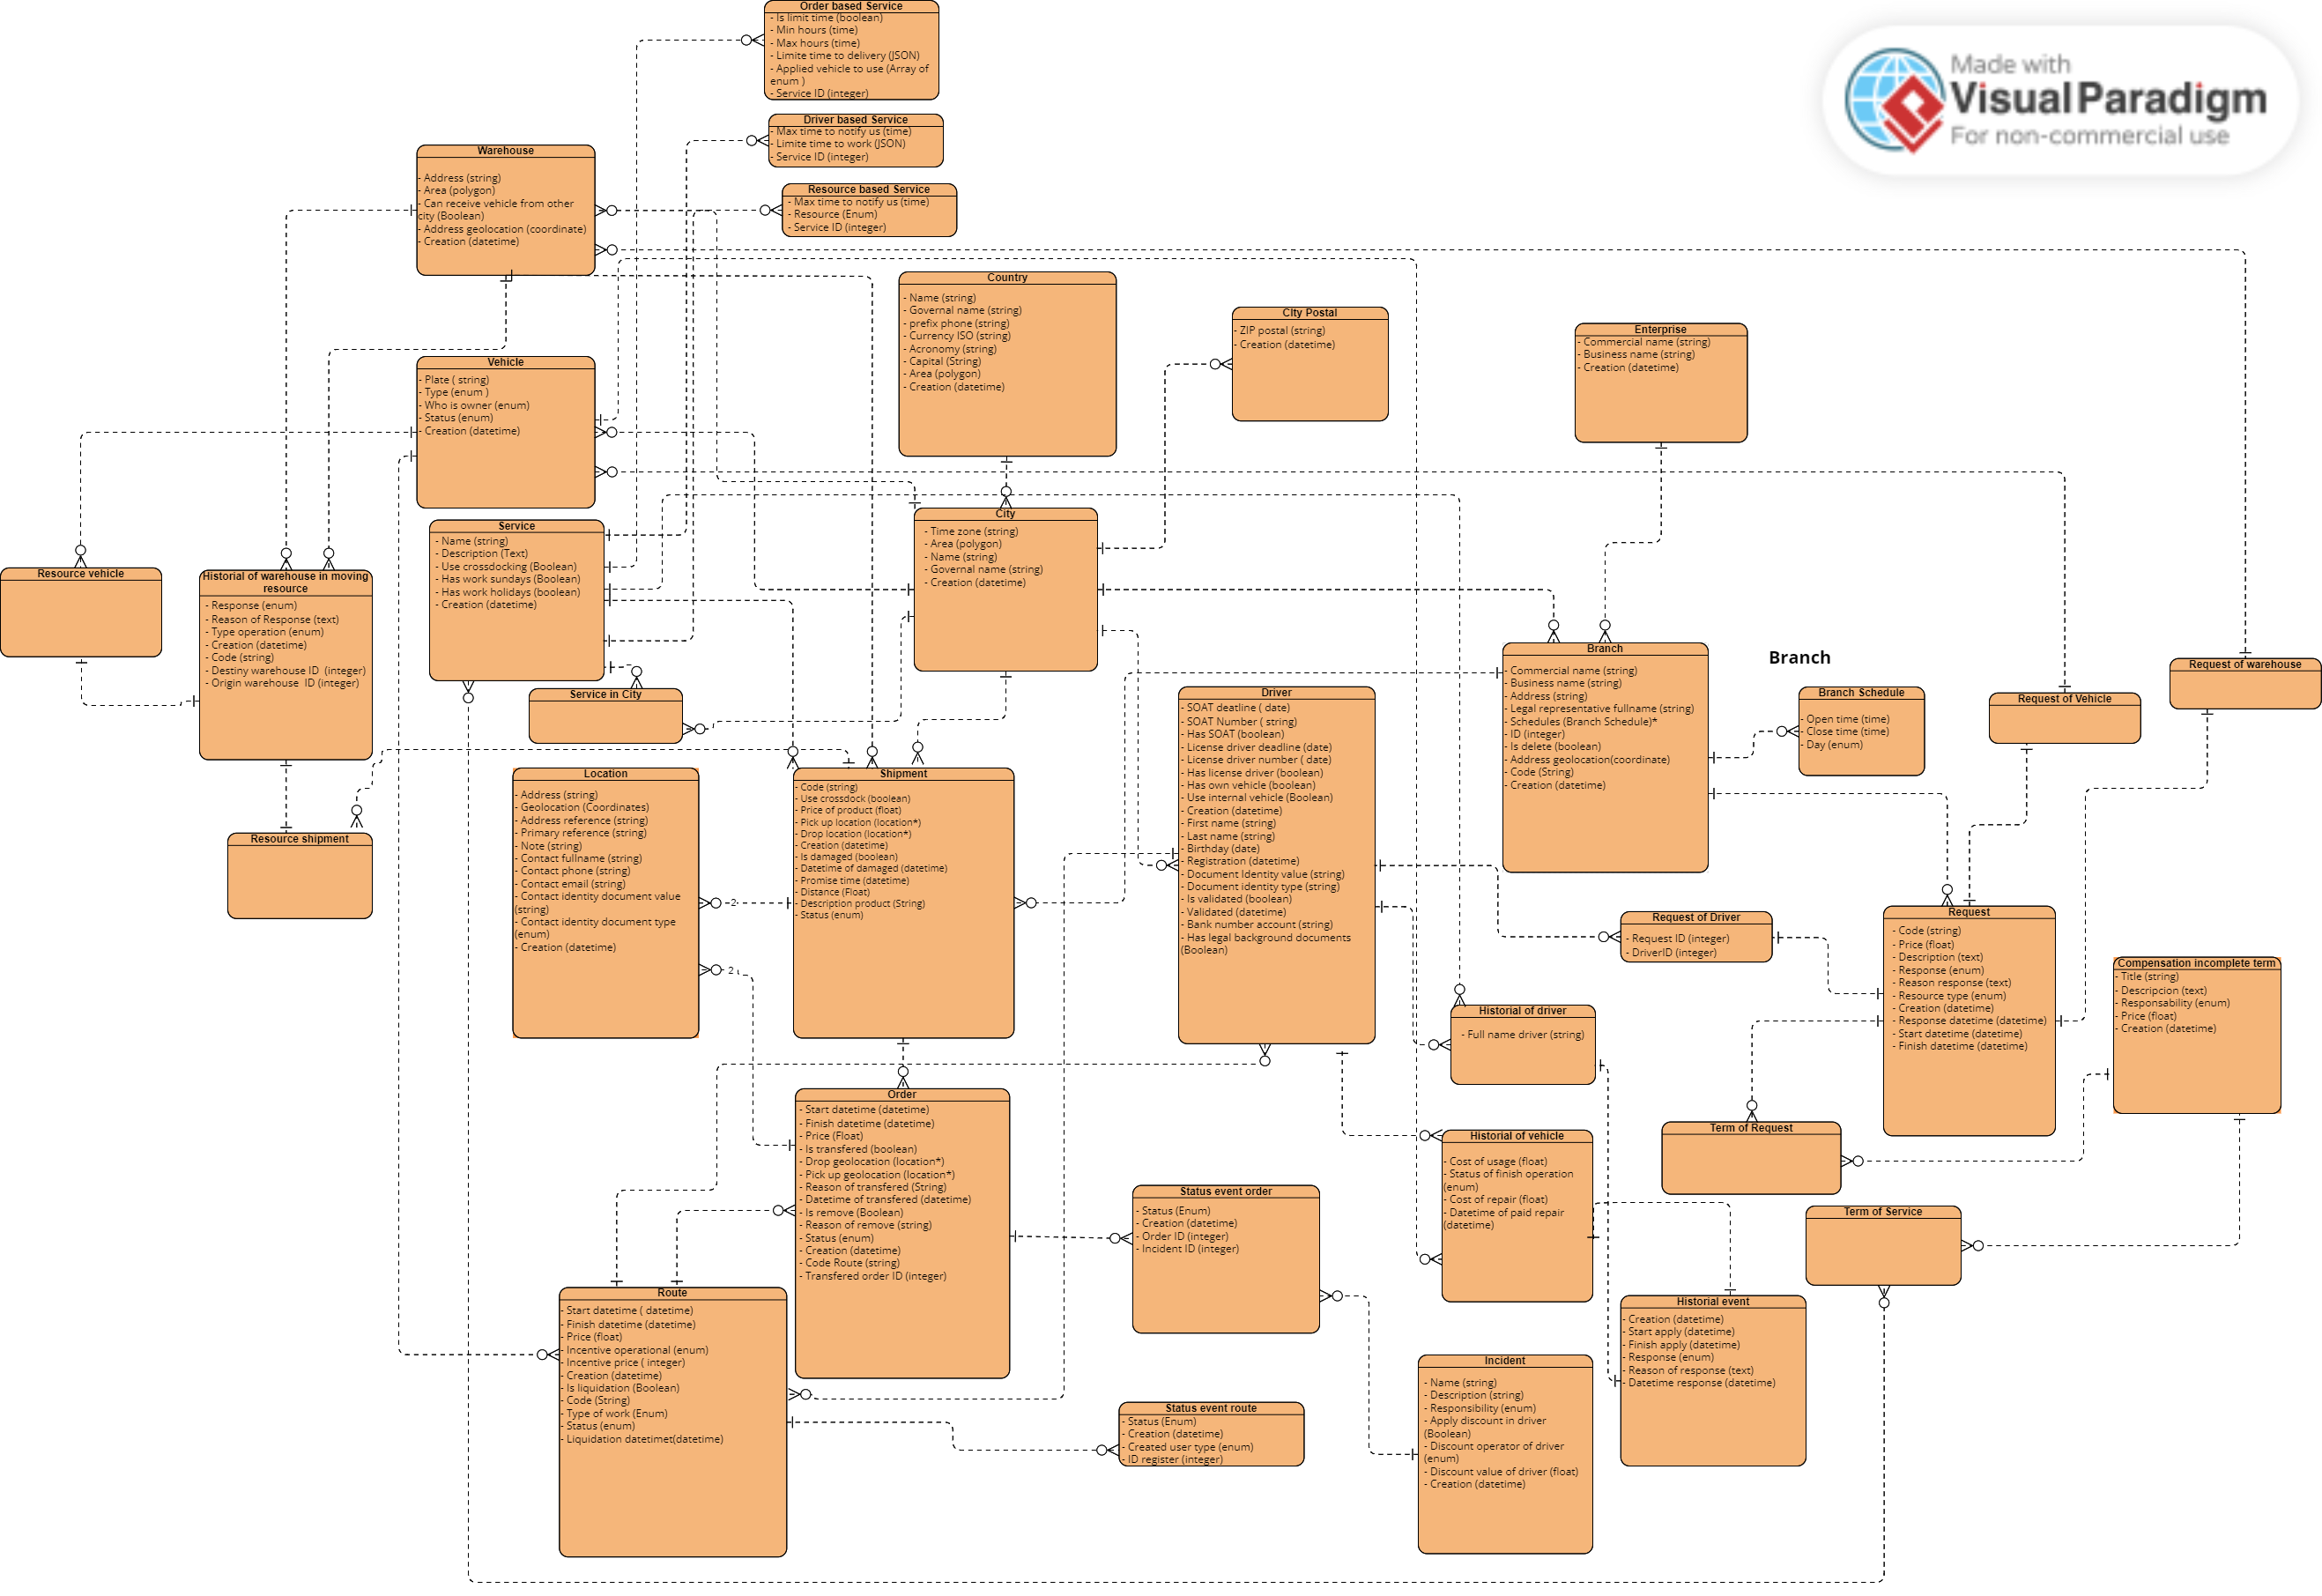 Order based Service
- Is limit time (boolean)
- Min hours (time)
- Max hours (time)
- Limite time to delivery (JSON)
- Applied vehicle to use (Array of
enum )
- Service ID (integer)
Made with
Visual Paradigm
For non-commercial use
Driver based Service
- Max time to notify us (time)
- Limite time to work (JSON)
- Service ID (integer)
Warehouse
- Address (string)
- Area (polygon)
- Can receive vehicle from other
city (Boolean)
- Address geolocation (coordinate)
- Creation (datetime)
Resource based Service
- Max time to notify us (time)
- Resource (Enum)
- Service ID (integer)
Country
- Name (string)
- Governal name (string)
- prefix phone (string)
- Currency ISO (string)
- Acronomy (string)
- Capital (String)
- Area (polygon)
- Creation (datetime)
City Postal
- ZIP postal (string)
- Creation (datetime)
Enterprise
- Commercial name (string)
- Business name (string)
- Creation (datetime)
Vehicle
- Plate ( string)
- Type (enum )
- Who is owner (enum)
- Status (enum)
- Creation (datetime)
Service
- Name (string)
- Description (Text)
- Use crossdocking (Boolean)
- Has work sundays (Boolean)
- Has work holidays (boolean)
- Creation (datetime)
City
- Time zone (string)
- Area (polygon)
- Name (string)
- Governal name (string)
- Creation (datetime)
Resource vehicle
Historial of warehouse in moving
resource
- Response (enum)
- Reason of Response (text)
- Type operation (enum)
- Creation (datetime)
- Code (string)
- Destiny warehouse ID (integer)
- Origin warehouse ID (integer)
Service in City
Branch
- Commercial name (string)
- Business name (string)
- Address (string)
- Legal representative fullname (string)
- Schedules (Branch Schedule)*
- ID (integer)
- Is delete (boolean)
- Address geolocation(coordinate)
- Code (String)
- Creation (datetime)
Branch
Branch Schedule
- Open time (time)
- Close time (time)
- Day (enum)
Request of Vehicle
Request of warehouse
Driver
- SOAT deatline ( date)
- SOAT Number ( string)
- Has SOAT (boolean)
- License driver deadline (date)
- License driver number ( date)
- Has license driver (boolean)
- Has own vehicle (boolean)
- Use internal vehicle (Boolean)
- Creation (datetime)
- First name (string)
- Last name (string)
- Birthday (date)
- Registration (datetime)
- Document Identity value (string)
- Document identity type (string)
- Is validated (boolean)
- Validated (datetime)
- Bank number account (string)
- Has legal background documents
(Boolean)
Location
- Address (string)
- Geolocation (Coordinates)
- Address reference (string)
- Primary reference (string)
- Note (string)
- Contact fullname (string)
- Contact phone (string)
- Contact email (string)
- Contact identity document value
(string)
- Contact identity document type
(enum)
- Creation (datetime)
2
2
Shipment
- Code (string)
- Use crossdock (boolean)
- Price of product (float)
- Pick up location (location*)
- Drop location (location*)
- Creation (datetime)
- Is damaged (boolean)
- Datetime of damaged (datetime)
- Promise time (datetime)
- Distance (Float)
- Description product (String)
- Status (enum)
Resource shipment
Request of Driver
- Request ID (integer)
- DriverID (integer)
Request
- Code (string)
- Price (float)
- Description (text)
- Response (enum)
- Reason response (text)
- Resource type (enum)
- Creation (datetime)
- Response datetime (datetime)
- Start datetime (datetime)
- Finish datetime (datetime)
Compensation incomplete term
- Title (string)
- Descripcion (text)
- Responsability (enum)
- Price (float)
- Creation (datetime)
Historial of driver
- Full name driver (string)
Order
- Start datetime (datetime)
- Finish datetime (datetime)
- Price (Float)
- Is transfered (boolean)
- Drop geolocation (location*)
- Pick up geolocation (location*)
- Reason of transfered (String)
- Datetime of transfered (datetime)
- Is remove (Boolean)
- Reason of remove (string)
- Status (enum)
- Creation (datetime)
- Code Route (string)
- Transfered order ID (integer)
Term of Request
Historial of vehicle
- Cost of usage (float)
- Status of finish operation
(enum)
- Cost of repair (float)
- Datetime of paid repair
(datetime)
Status event order
- Status (Enum)
- Creation (datetime)
- Order ID (integer)
- Incident ID (integer)
Term of Service
Route
- Start datetime ( datetime)
- Finish datetime (datetime)
- Price (float)
- Incentive operational (enum)
- Incentive price ( integer)
- Creation (datetime)
- Is liquidation (Boolean)
- Code (String)
- Type of work (Enum)
- Status (enum)
- Liquidation datetimet(datetime)
Historial event
- Creation (datetime)
- Start apply (datetime)
- Finish apply (datetime)
- Response (enum)
- Reason of response (text)
- Datetime response (datetime)
Incident
- Name (string)
- Description (string)
- Responsibility (enum)
- Apply discount in driver
(Boolean)
- Discount operator of driver
(enum)
- Discount value of driver (float)
- Creation (datetime)
Status event route
- Status (Enum)
- Creation (datetime)
- Created user type (enum)
- ID register (integer)